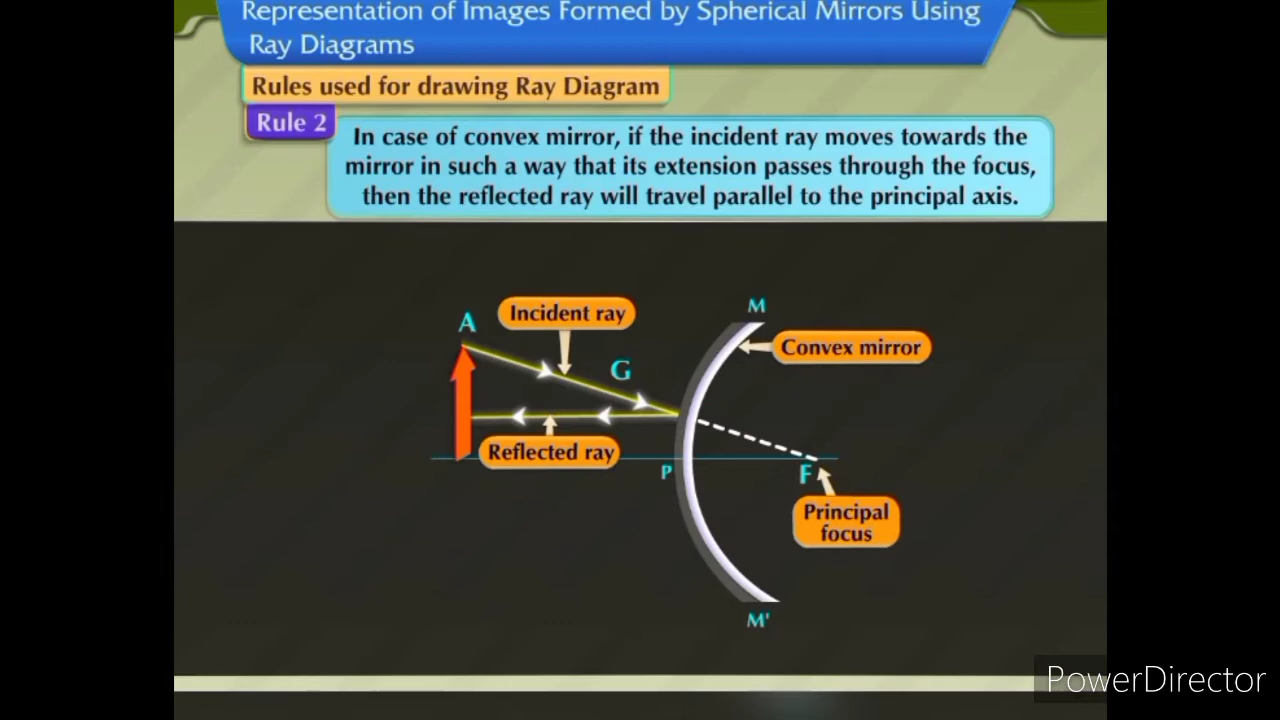 Representation of Images Formed by Spherical Mirrors Using
Ray Diagrams
Rules used for drawing Ray Diagram
Rule 2
In case of convex mirror, if the incident ray moves towards the
mirror in such a way that its extension passes through the focus,
then the reflected ray will travel parallel to the principal axis.
M
A
Incident ray
Convex mirror
G
Reflected ray
P
F
Principal
focus
M'
PowerDirector